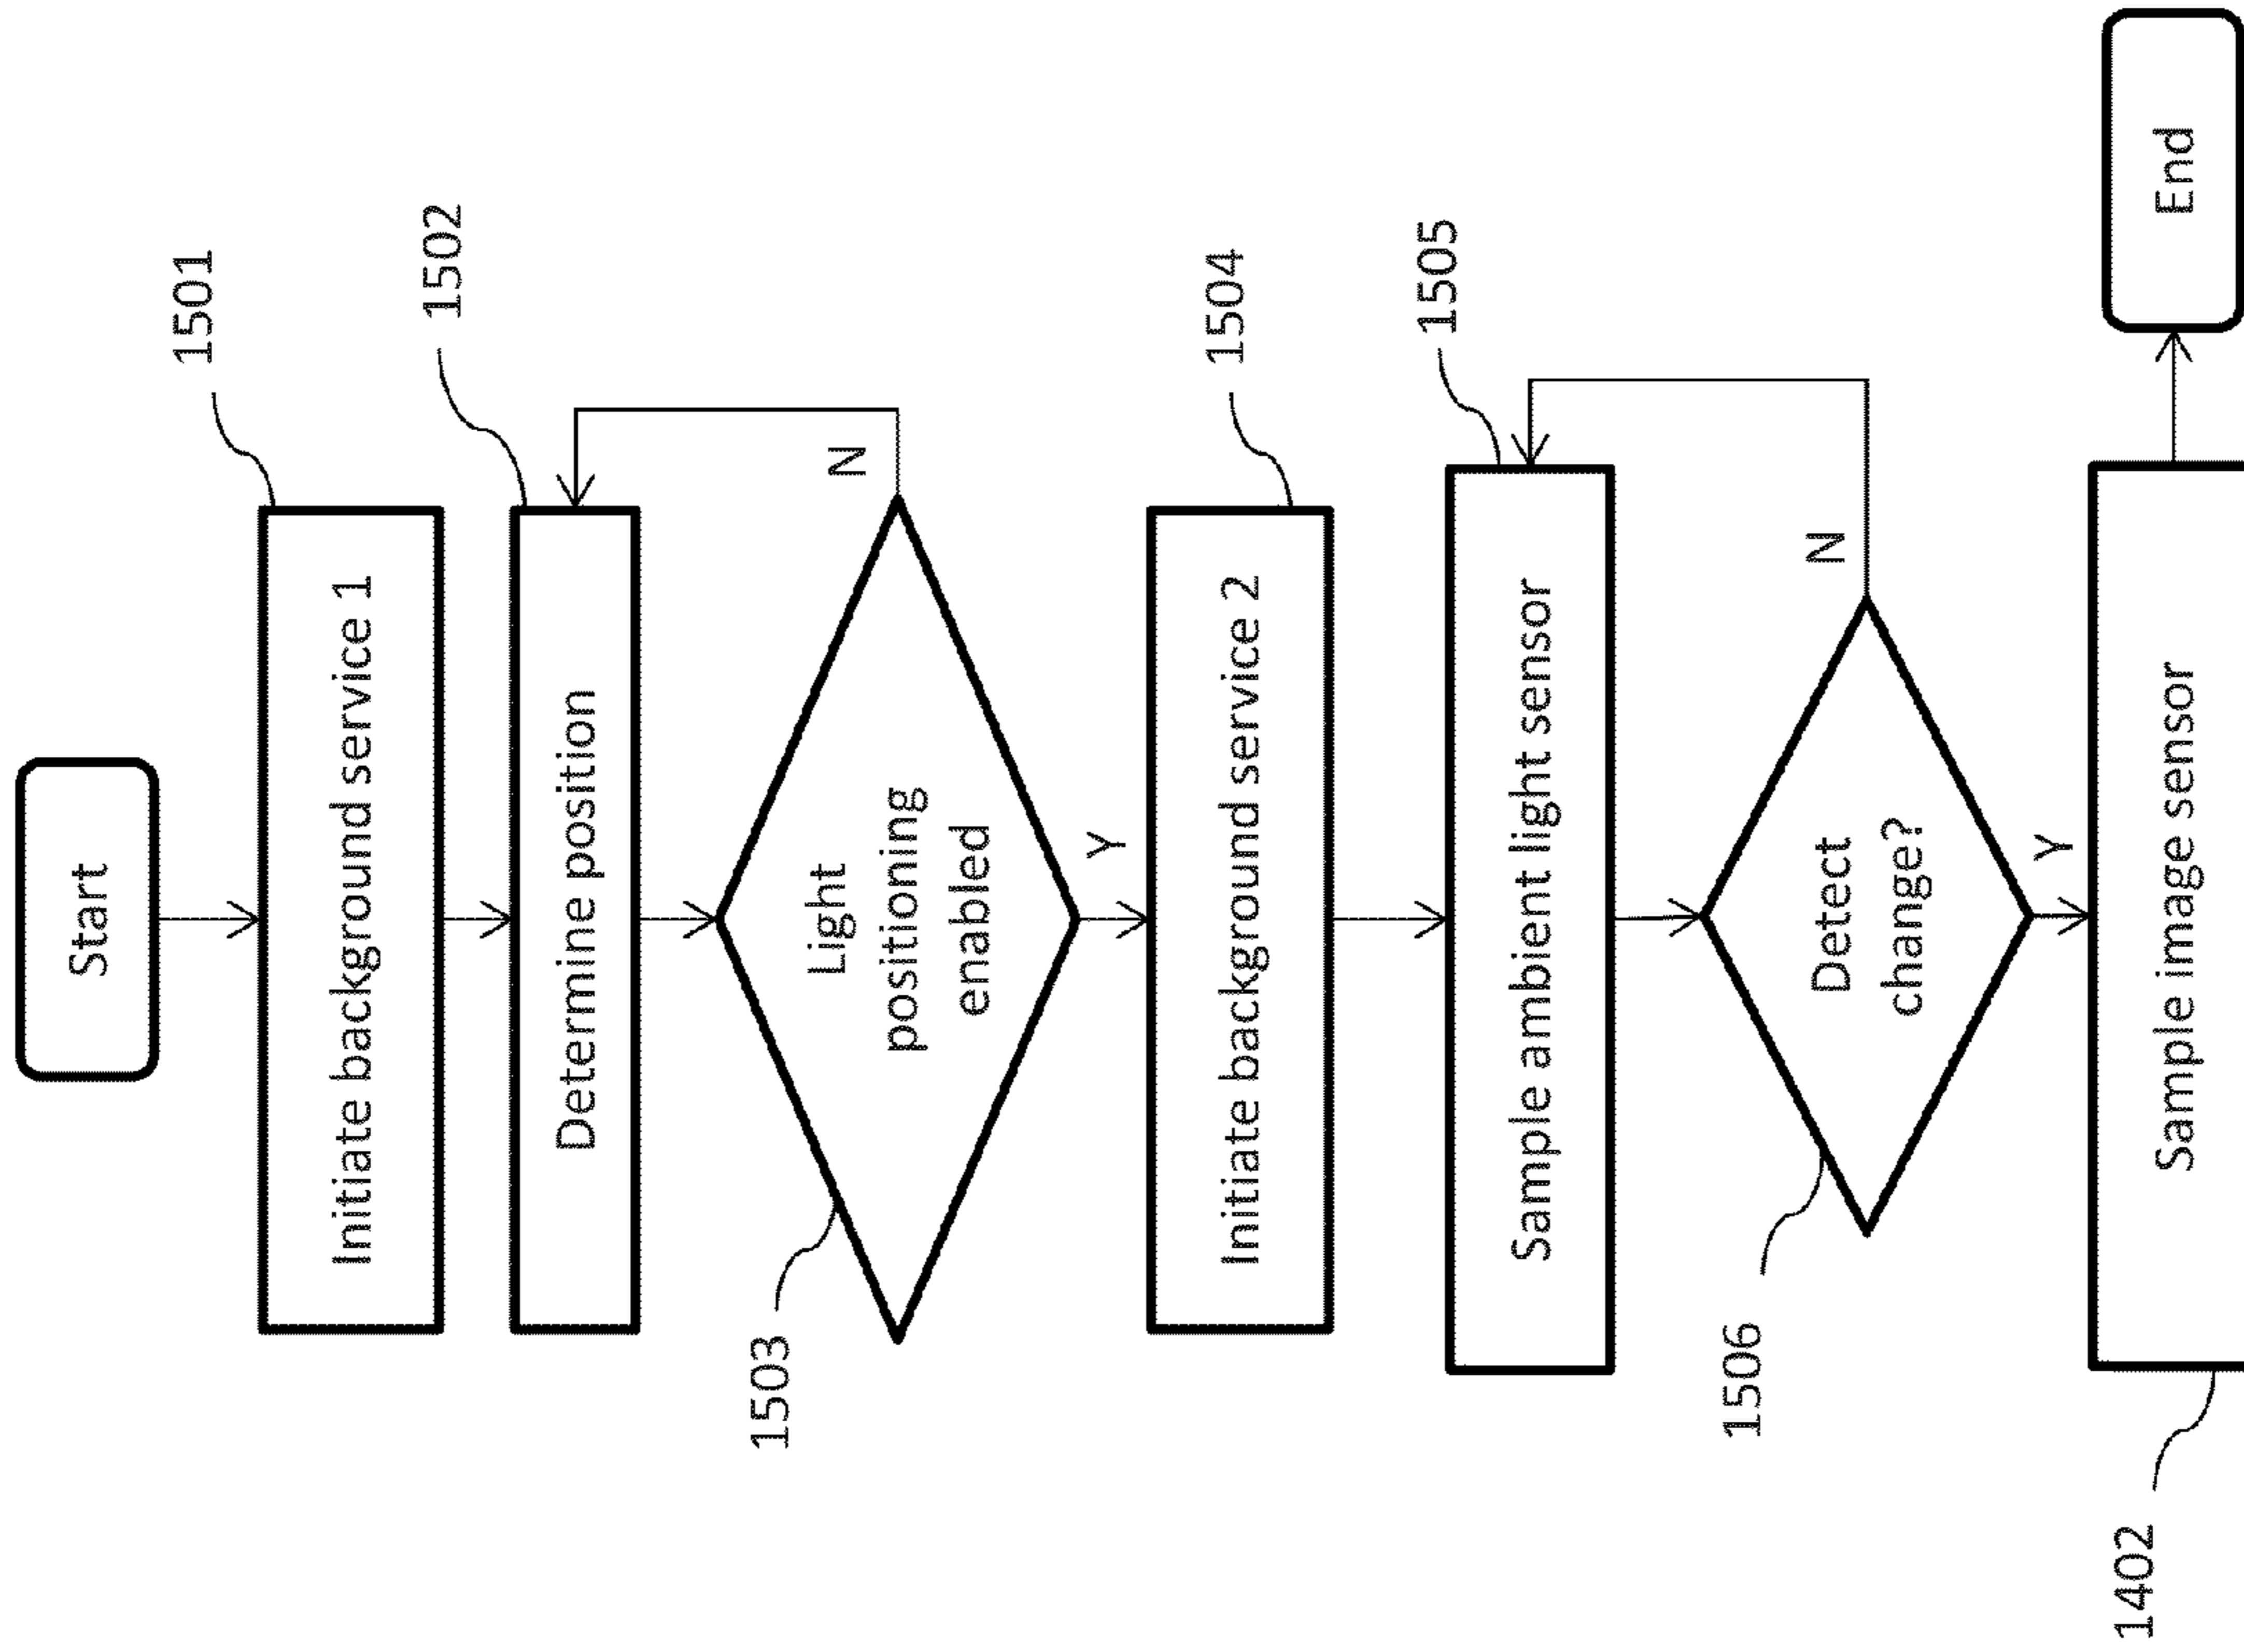 Start
1501
Initiate background service 1
1502
Determine position
1503
Light
positioning
enabled
N
Y
1504
Initiate background service 2
1505
Sample ambient light sensor
1506
Detect
change?
N
Y
1402
Sample image sensor
End